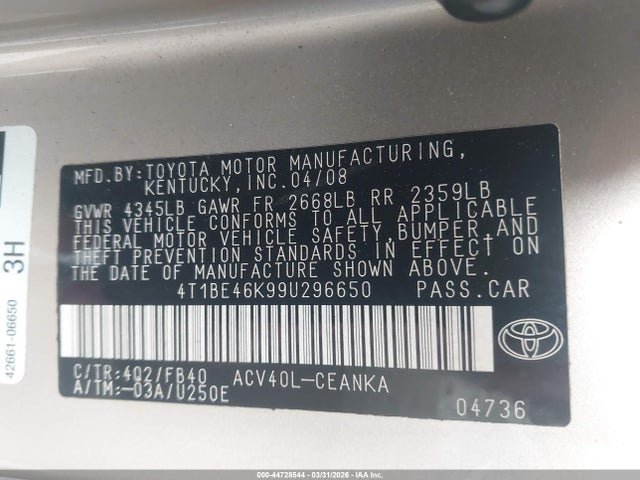 MFD.BY:TOYOTA MOTOR MANUFACTURING,
KENTUCKY,INC.04/08
GVWR 4345LB GAWR FR 2668LB RR 2359LB
THIS VEHICLE CONFORMS TO ALL APPLICABLE
FEDERAL MOTOR VEHICLE SAFETY,BUMPER,AND
THEFT PREVENTION STANDARDS IN EFFECT ON
THE DATE OF MANUFACTURE SHOWN ABOVE.
4T1BE46K99U296650 PASS.CAR
C/TR:4Q2/FB40 ACV40L-CEANKA
A/TM:-03A/U250E
04736
42661-06650
3H
000-44728544 - 03/31/2026 - IAA Inc.